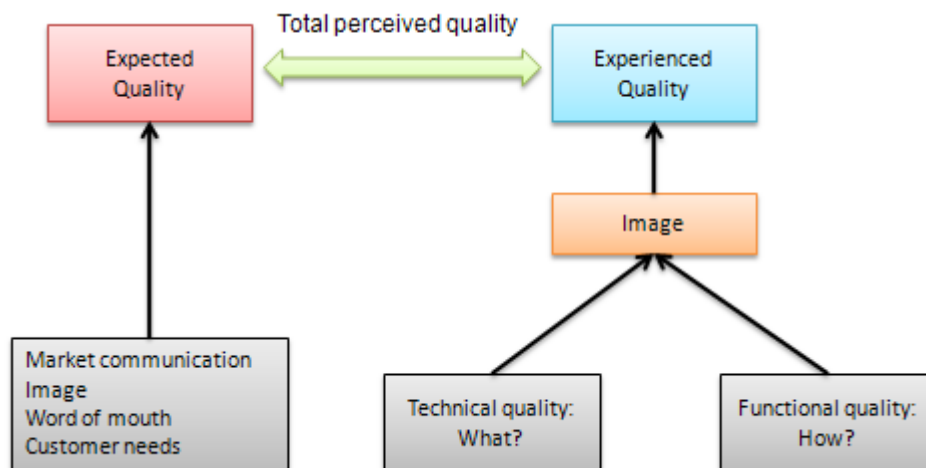 Total perceived quality
Expected
Quality
Experienced
Quality
Image
Market communication
Image
Word of mouth
Customer needs
Technical quality:
What?
Functional quality:
How?